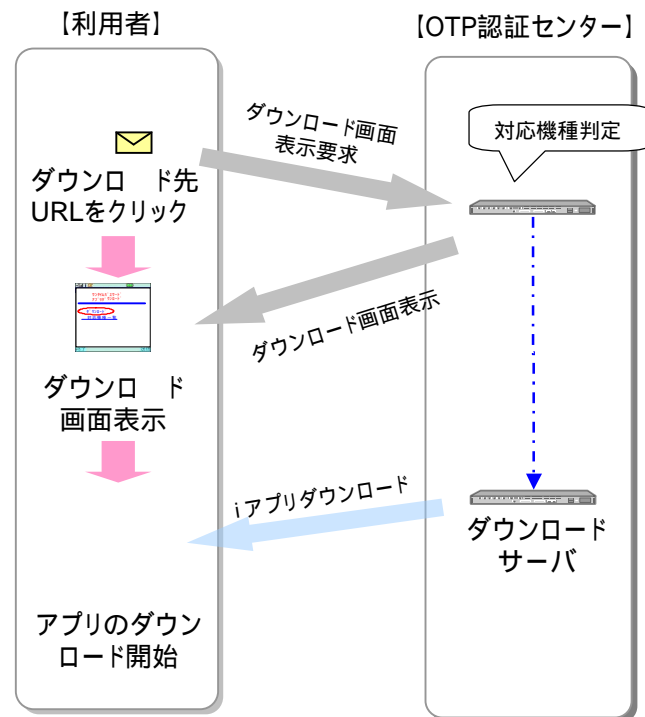 【利用者】
【OTP認証センター】
ダウンロード画面
表示要求
対応機種判定
ダウンロ ド先
URLをクリック
ダウンロード画面表示
ダウンロ ド
画面表示
iアプリダウンロード
ダウンロード
サーバ
アプリのダウン
ロード開始